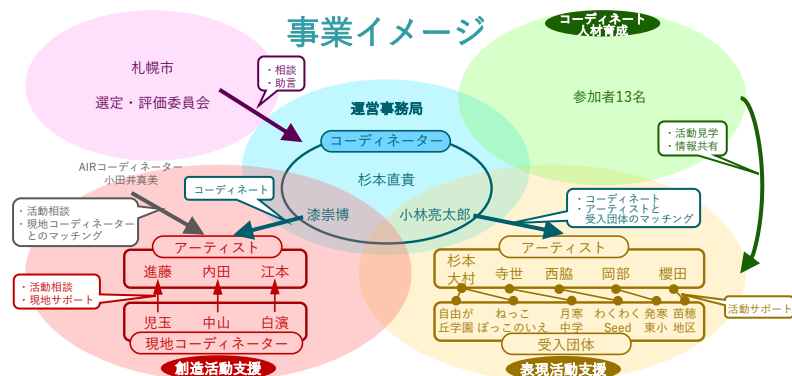 事業イメージ
コーディネート
人材育成
札幌市
選定・評価委員会
・相談
・助言
運営事務局
コーディネーター
杉本直貴
漆崇博
小林亮太郎
参加者13名
・活動見学
・情報共有
AIRコーディネーター
小田井真美
・活動相談
・現地コーディネーター
とのマッチング
コーディネート
・コーディネート
・アーティストと
受入団体のマッチング
アーティスト
進藤
内田
江本
・活動相談
・現地サポート
児玉
中山
白濱
現地コーディネーター
創造活動支援
アーティスト
杉本
大村
寺世
西脇
岡部
櫻田
自由が
丘学園
ねっこ
ぼっこのいえ
月寒
中学
わくわく
Seed
発寒
東小
苗穂
地区
活動サポート
受入団体
表現活動支援